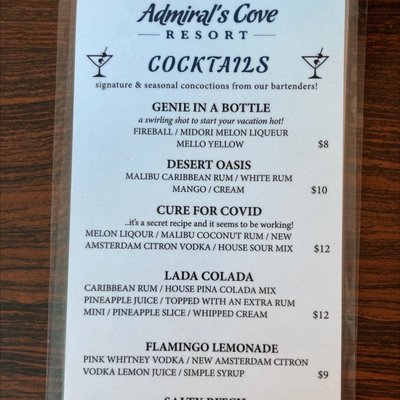 Admiral's Cove
RESORT
COCKTAILS
signature & seasonal concoctions from our bartenders!
GENIE IN A BOTTLE
a swirling shot to start your vacation hot!
FIREBALL / MIDORI MELON LIQUEUR
MELLO YELLOW $8
DESERT OASIS
MALIBU CARIBBEAN RUM / WHITE RUM
MANGO / CREAM $10
CURE FOR COVID
..it's a secret recipe and it seems to be working!
MELON LIQOUR / MALIBU COCONUT RUM / NEW
AMSTERDAM CITRON VODKA / HOUSE SOUR MIX $12
LADA COLADA
CARIBBEAN RUM / HOUSE PINA COLADA MIX
PINEAPPLE JUICE / TOPPED WITH AN EXTRA RUM
MINI / PINEAPPLE SLICE / WHIPPED CREAM $12
FLAMINGO LEMONADE
PINK WHITNEY VODKA / NEW AMSTERDAM CITRON
VODKA LEMON JUICE / SIMPLE SYRUP $9
SALTY BITCH